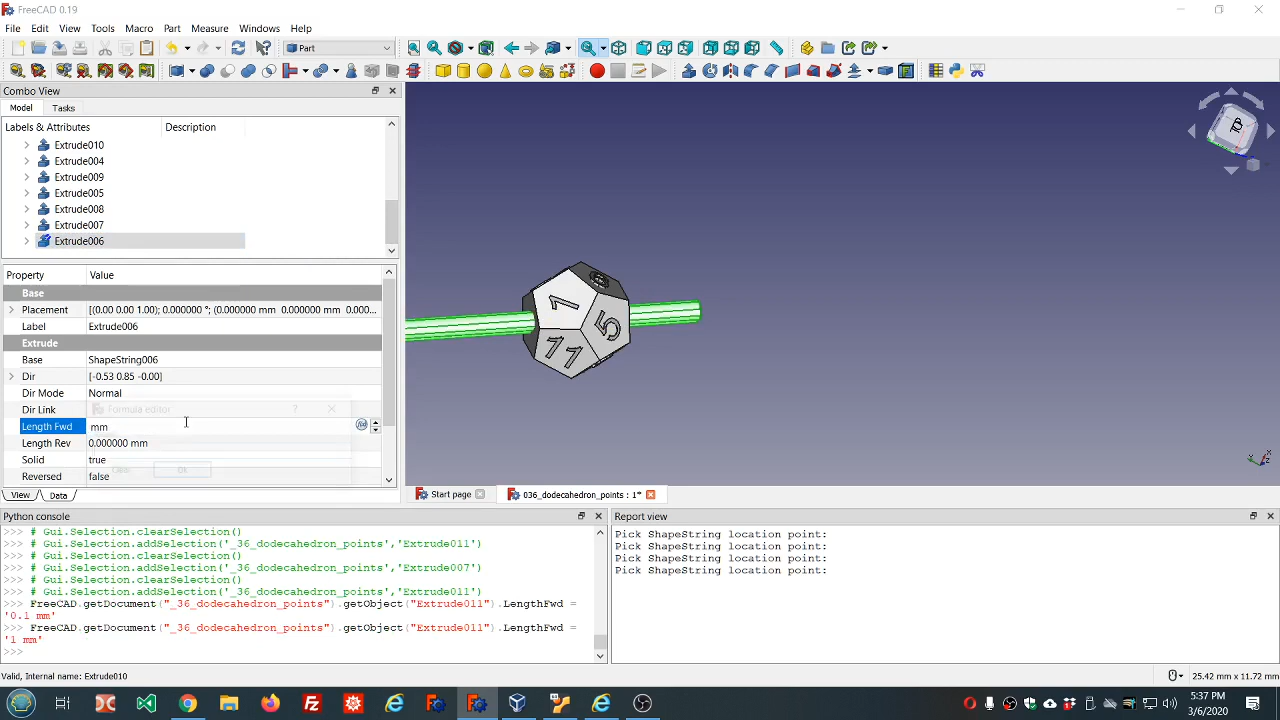 FreeCAD 0.19
File Edit View Tools Macro Part Measure Windows Help
Part
Combo View
Model Tasks
Labels & Attributes Description
Extrude010
Extrude004
Extrude009
Extrude005
Extrude008
Extrude007
Extrude006
Property Value
Base
Placement [(0.00 0.00 1.00); 0.000000 °; (0.000000 mm 0.000000 mm 0.000...
Label Extrude006
Extrude
Base ShapeString006
Dir [-0.53 0.85 -0.00]
Dir Mode Normal
Dir Link
Formula editor ?
Length Fwd mm
Length Rev 0.000000 mm
Solid true
Clear Ok
Reversed false
View Data
1
5
11
Start page 036_dodecahedron_points : 1*
Python console
>>> # Gui.Selection.clearSelection()
>>> # Gui.Selection.addSelection('_36_dodecahedron_points','Extrude011')
>>> # Gui.Selection.clearSelection()
>>> # Gui.Selection.addSelection('_36_dodecahedron_points','Extrude007')
>>> # Gui.Selection.clearSelection()
>>> # Gui.Selection.addSelection('_36_dodecahedron_points','Extrude011')
>>> FreeCAD.getDocument("_36_dodecahedron_points").getObject("Extrude011").LengthFwd =
'0.1 mm'
>>> FreeCAD.getDocument("_36_dodecahedron_points").getObject("Extrude011").LengthFwd =
'1 mm'
>>>
Report view
Pick ShapeString location point:
Pick ShapeString location point:
Pick ShapeString location point:
Pick ShapeString location point:
Valid, Internal name: Extrude010
25.42 mm x 11.72 mm
5:37 PM
3/6/2020